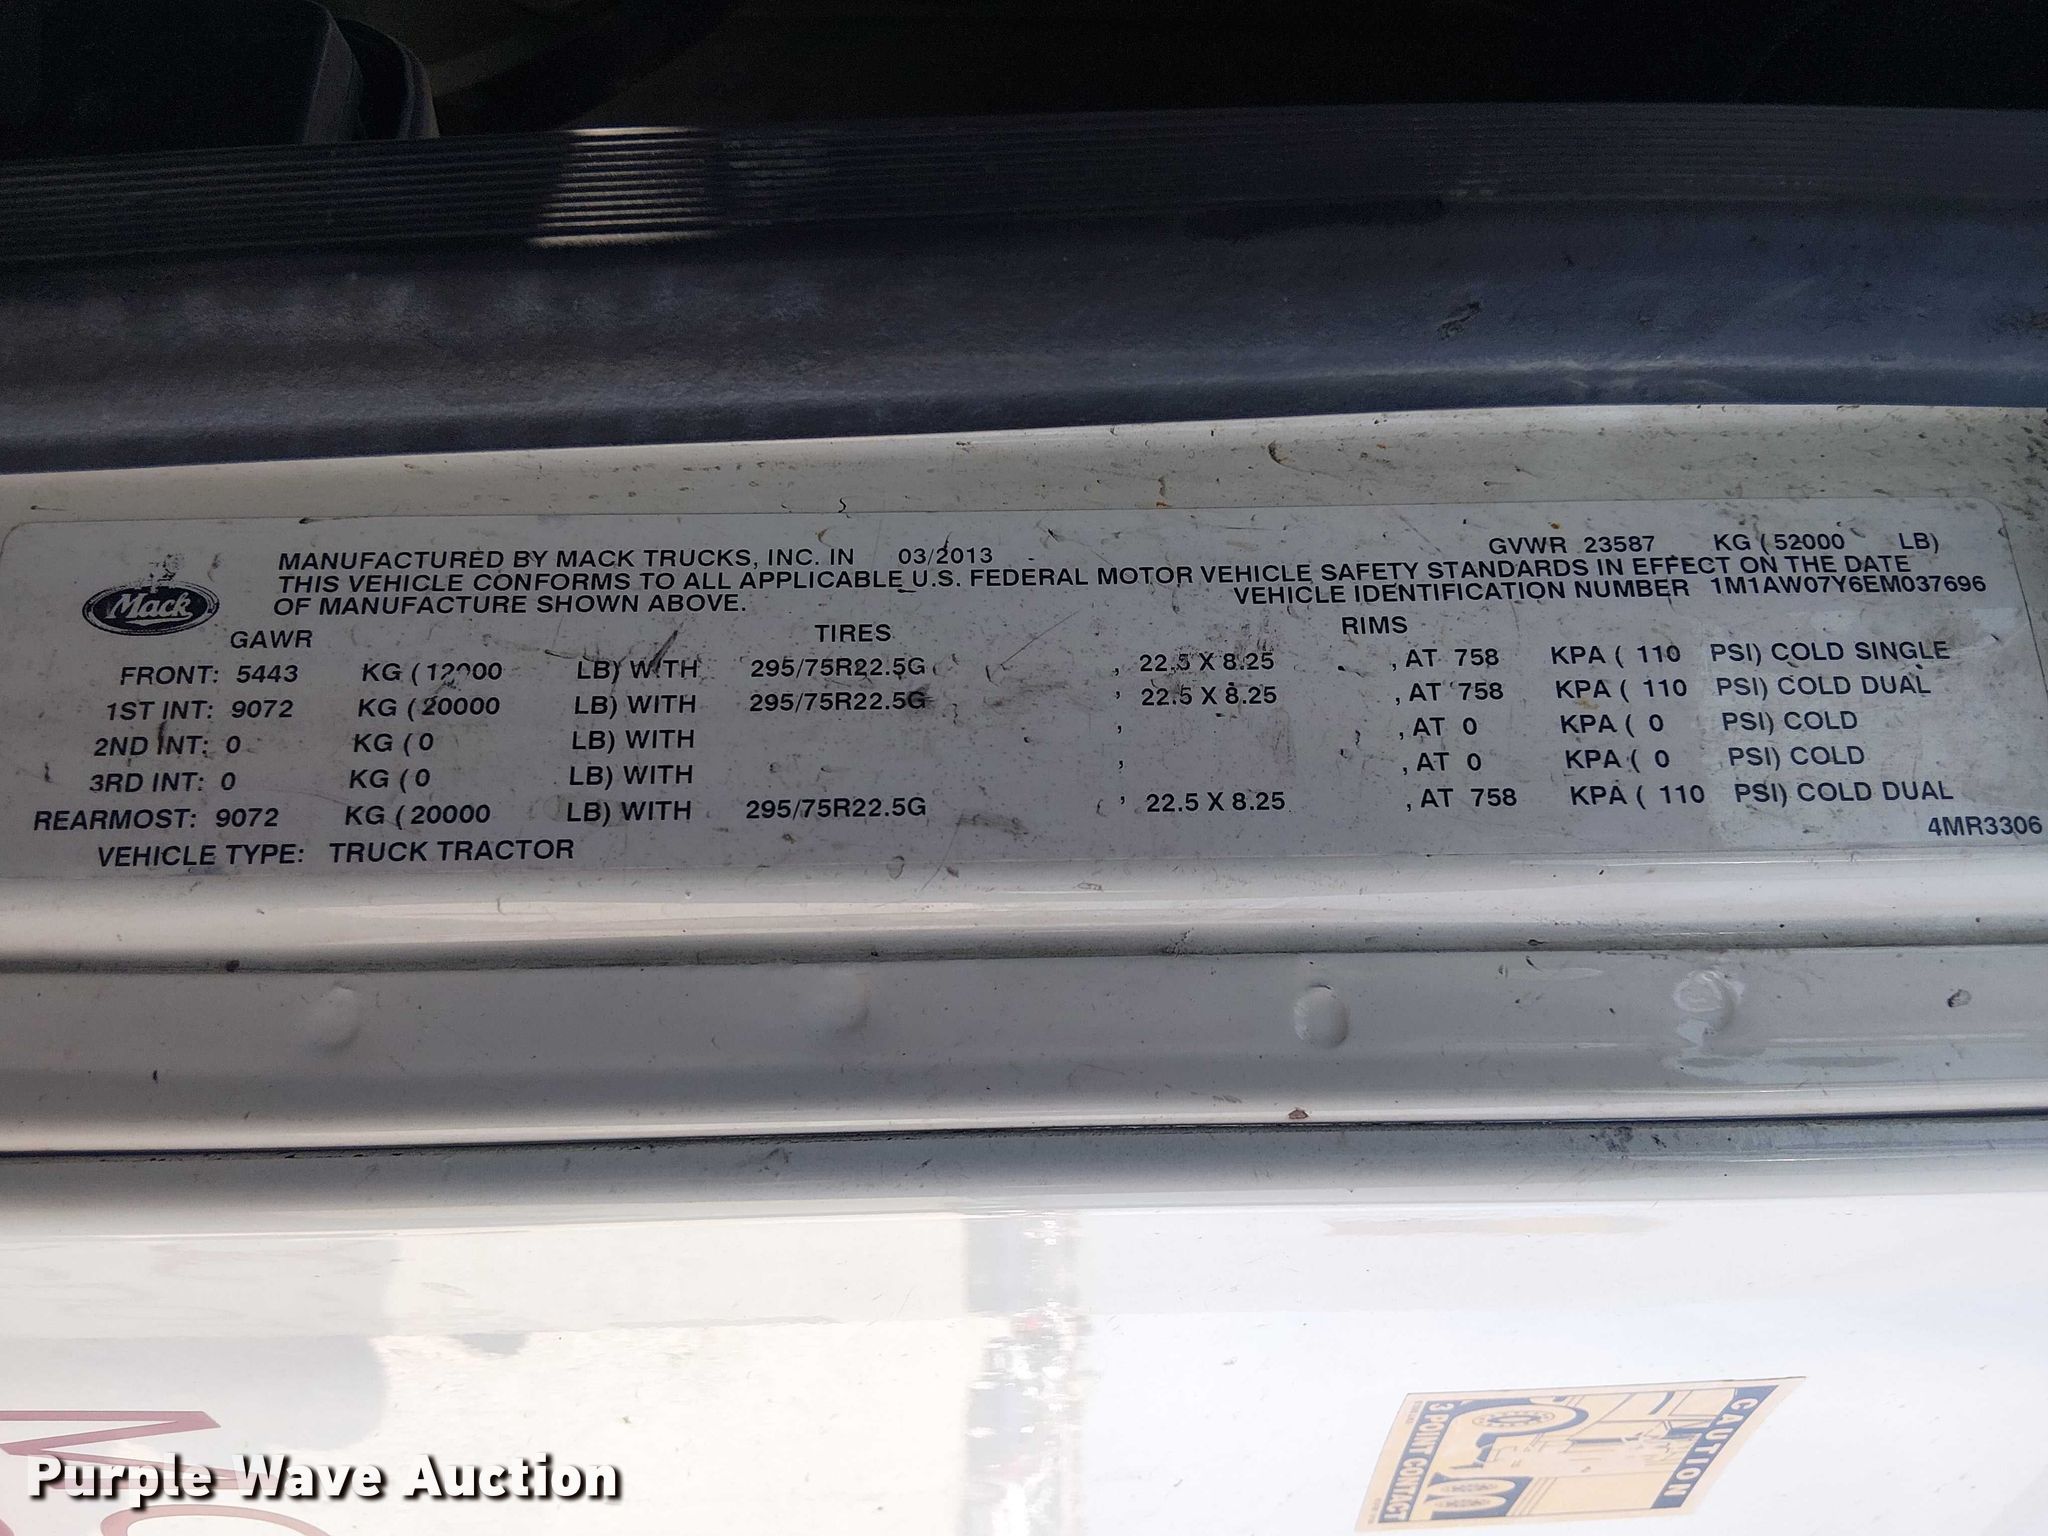 MANUFACTURED BY MACK TRUCKS, INC. IN 03/2013 GVWR 23587 KG (52000 LB)
THIS VEHICLE CONFORMS TO ALL APPLICABLE U.S. FEDERAL MOTOR VEHICLE SAFETY STANDARDS IN EFFECT ON THE DATE
OF MANUFACTURE SHOWN ABOVE. VEHICLE IDENTIFICATION NUMBER 1M1AW07Y6EM037696
Mack
GAWR TIRES RIMS
FRONT: 5443 KG (12000 LB) WITH 295/75R22.5G , 22.5 X 8.25 , AT 758 KPA ( 110 PSI) COLD SINGLE
1ST INT: 9072 KG (20000 LB) WITH 295/75R22.5G , 22.5 X 8.25 , AT 758 KPA ( 110 PSI) COLD DUAL
2ND INT: 0 KG (0 LB) WITH , , AT 0 KPA ( 0 PSI) COLD
3RD INT: 0 KG (0 LB) WITH , , AT 0 KPA ( 0 PSI) COLD
REARMOST: 9072 KG (20000 LB) WITH 295/75R22.5G , 22.5 X 8.25 , AT 758 KPA ( 110 PSI) COLD DUAL
VEHICLE TYPE: TRUCK TRACTOR 4MR3306
CAUTION
3 POINT CONTACT
Purple Wave Auction